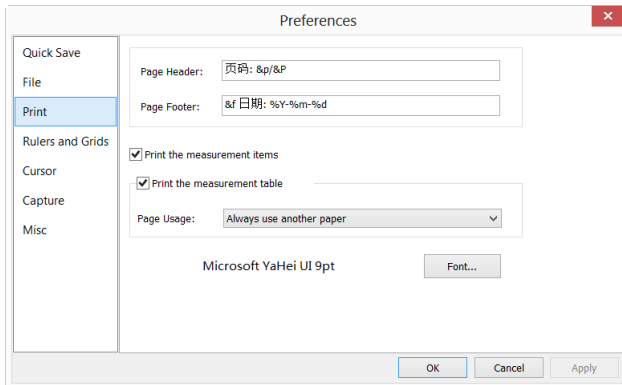 Preferences
Quick Save
File
Print
Rulers and Grids
Cursor
Capture
Misc
Page Header: 页码: &p/&P
Page Footer: &f 日期: %Y-%m-%d
Print the measurement items
Print the measurement table
Page Usage: Always use another paper
Microsoft YaHei UI 9pt Font...
OK Cancel Apply